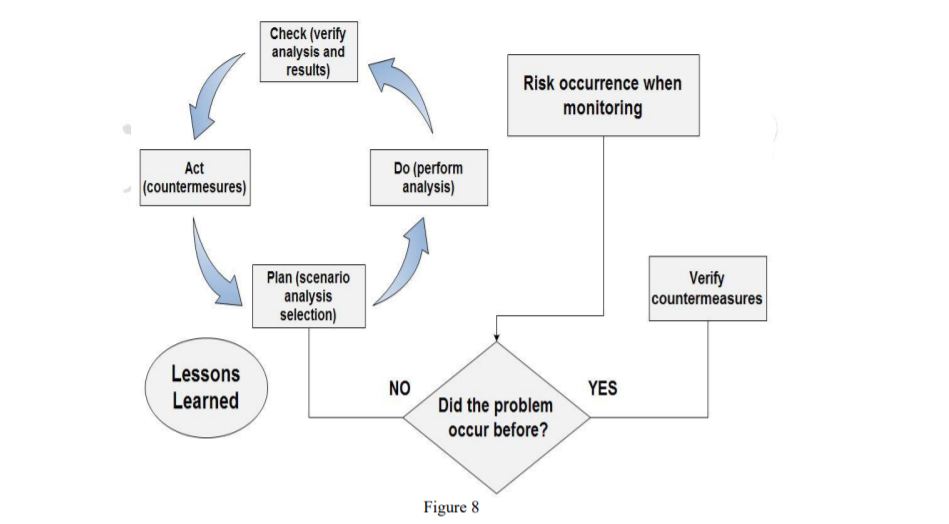 Check (verify
analysis and
results)
Risk occurrence when
monitoring
Act
(countermesures)
Do (perform
analysis)
Plan (scenario
analysis
selection)
Verify
countermeasures
Lessons
Learned
NO
YES
Did the problem
occur before?
Figure 8